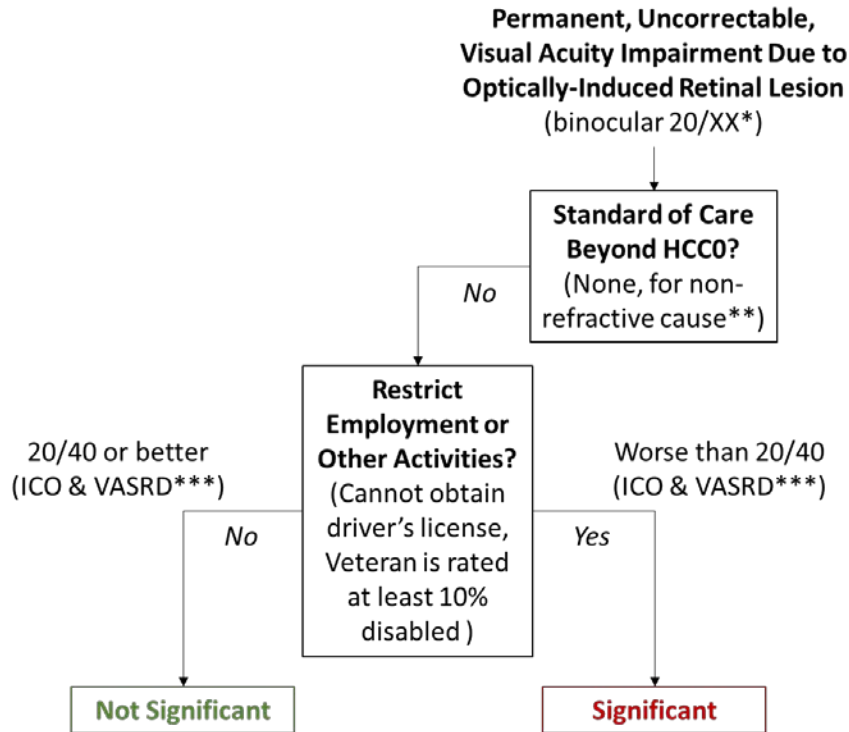 Permanent, Uncorrectable,
Visual Acuity Impairment Due to
Optically-Induced Retinal Lesion
(binocular 20/XX*)
Standard of Care
Beyond HCC0?
(None, for non-
refractive cause**)
No
Restrict
Employment or
Other Activities?
(Cannot obtain
driver's license,
Veteran is rated
at least 10%
disabled )
20/40 or better
(ICO & VASRD***)
No
Worse than 20/40
(ICO & VASRD***)
Yes
Not Significant
Significant